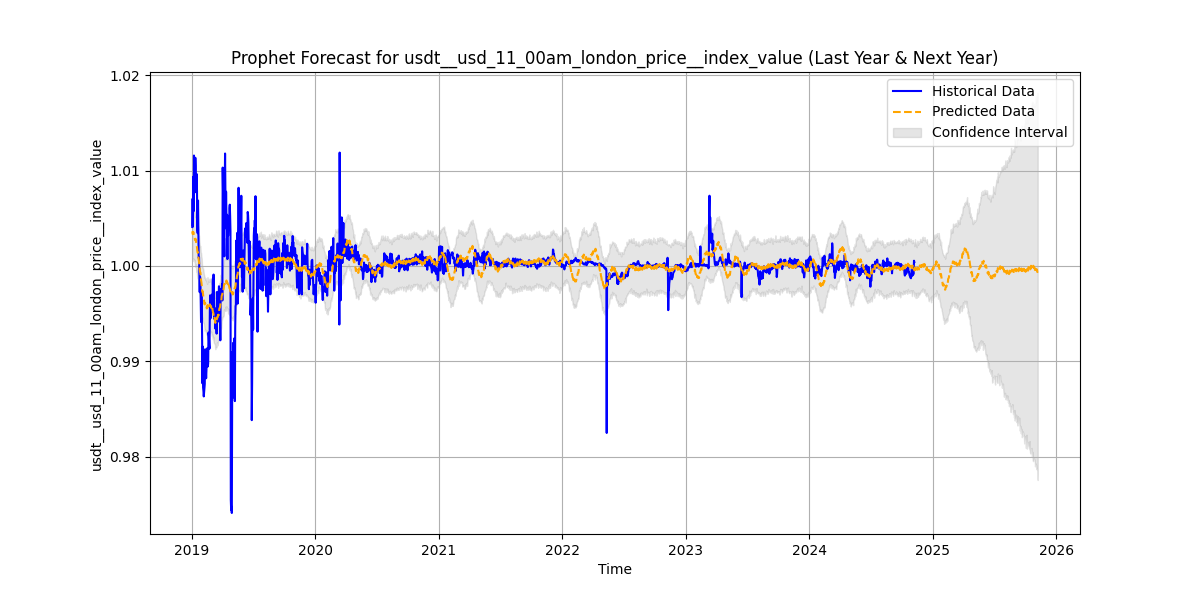 Prophet Forecast for usdt__usd_11_00am_london_price__index_value (Last Year & Next Year)
Historical Data
Predicted Data
Confidence Interval
usdt__usd_11_00am_london_price__index_value
1.02
1.01
1.00
0.99
0.98
2019 2020 2021 2022 2023 2024 2025 2026
Time